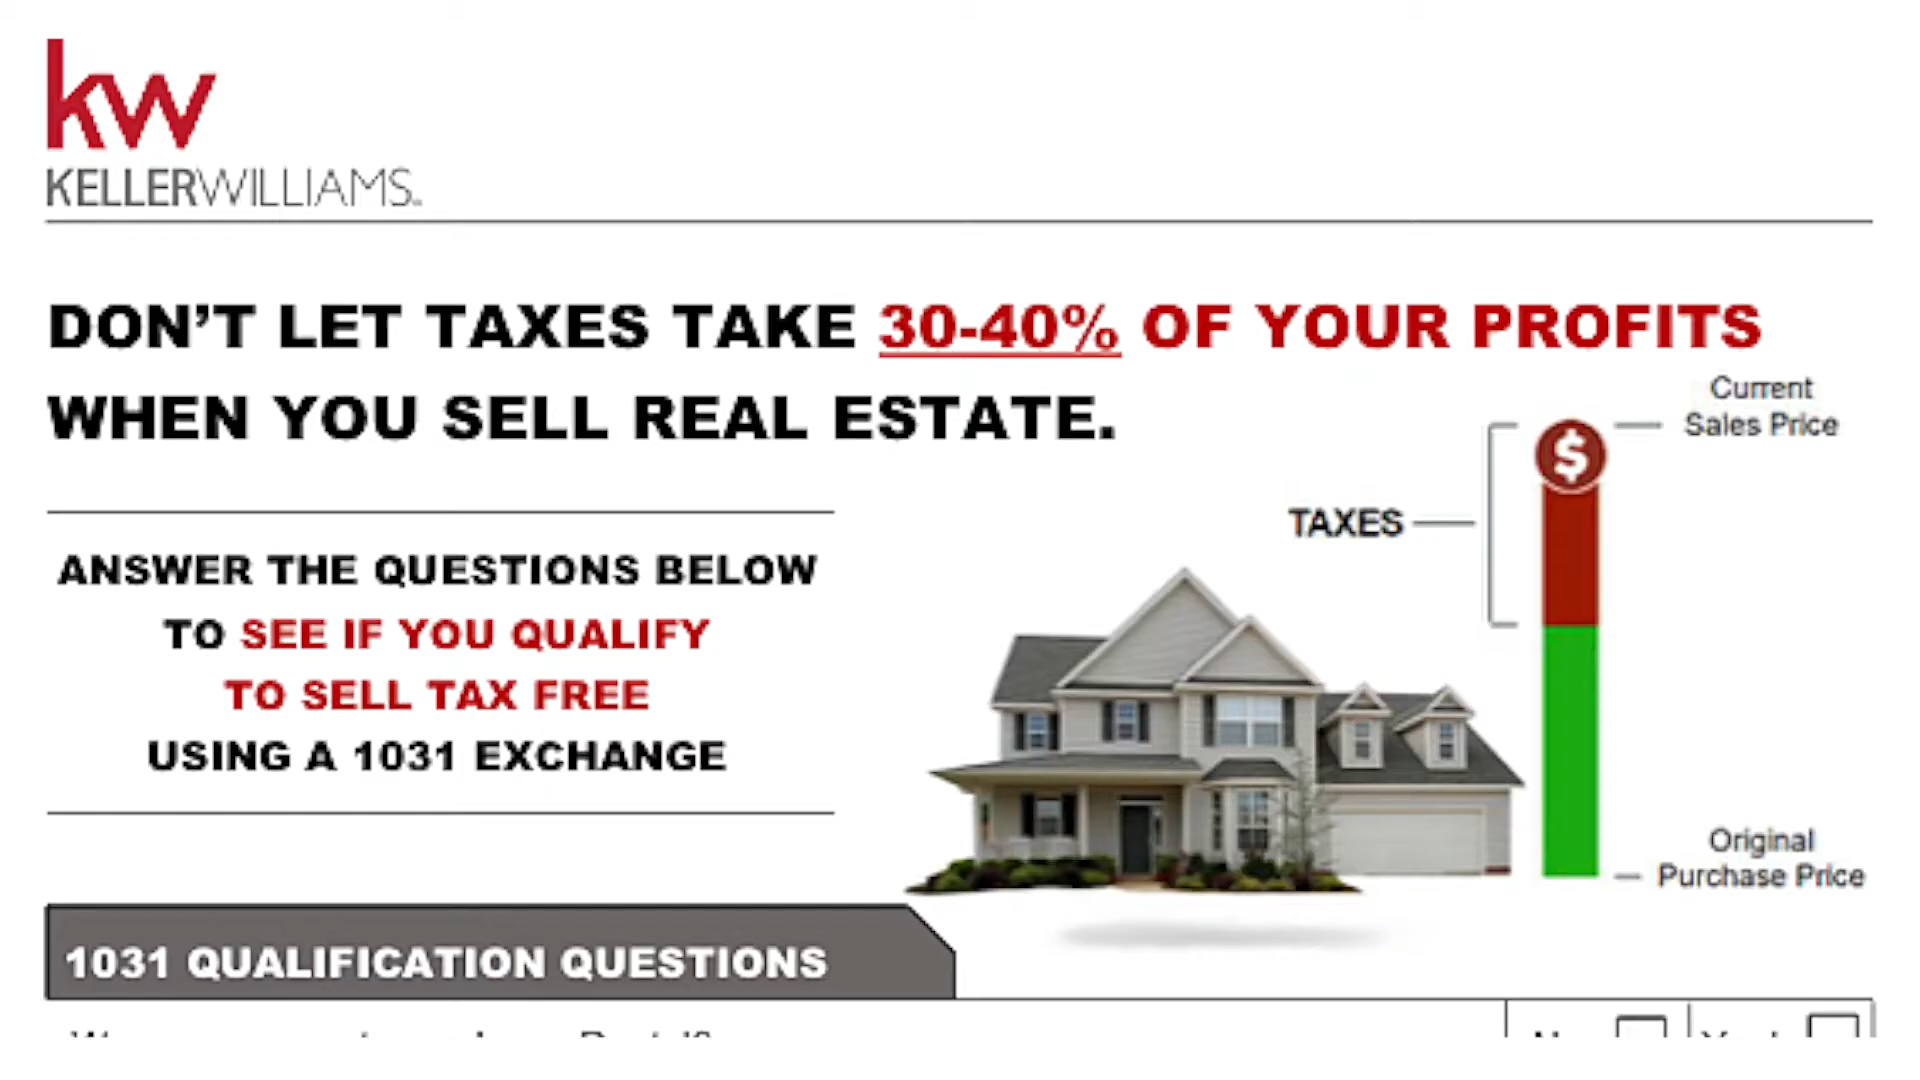 kw
KELLERWILLIAMS.
DON'T LET TAXES TAKE 30-40% OF YOUR PROFITS
WHEN YOU SELL REAL ESTATE.
Current
Sales Price
$
TAXES
ANSWER THE QUESTIONS BELOW
TO SEE IF YOU QUALIFY
TO SELL TAX FREE
USING A 1031 EXCHANGE
Original
Purchase Price
1031 QUALIFICATION QUESTIONS